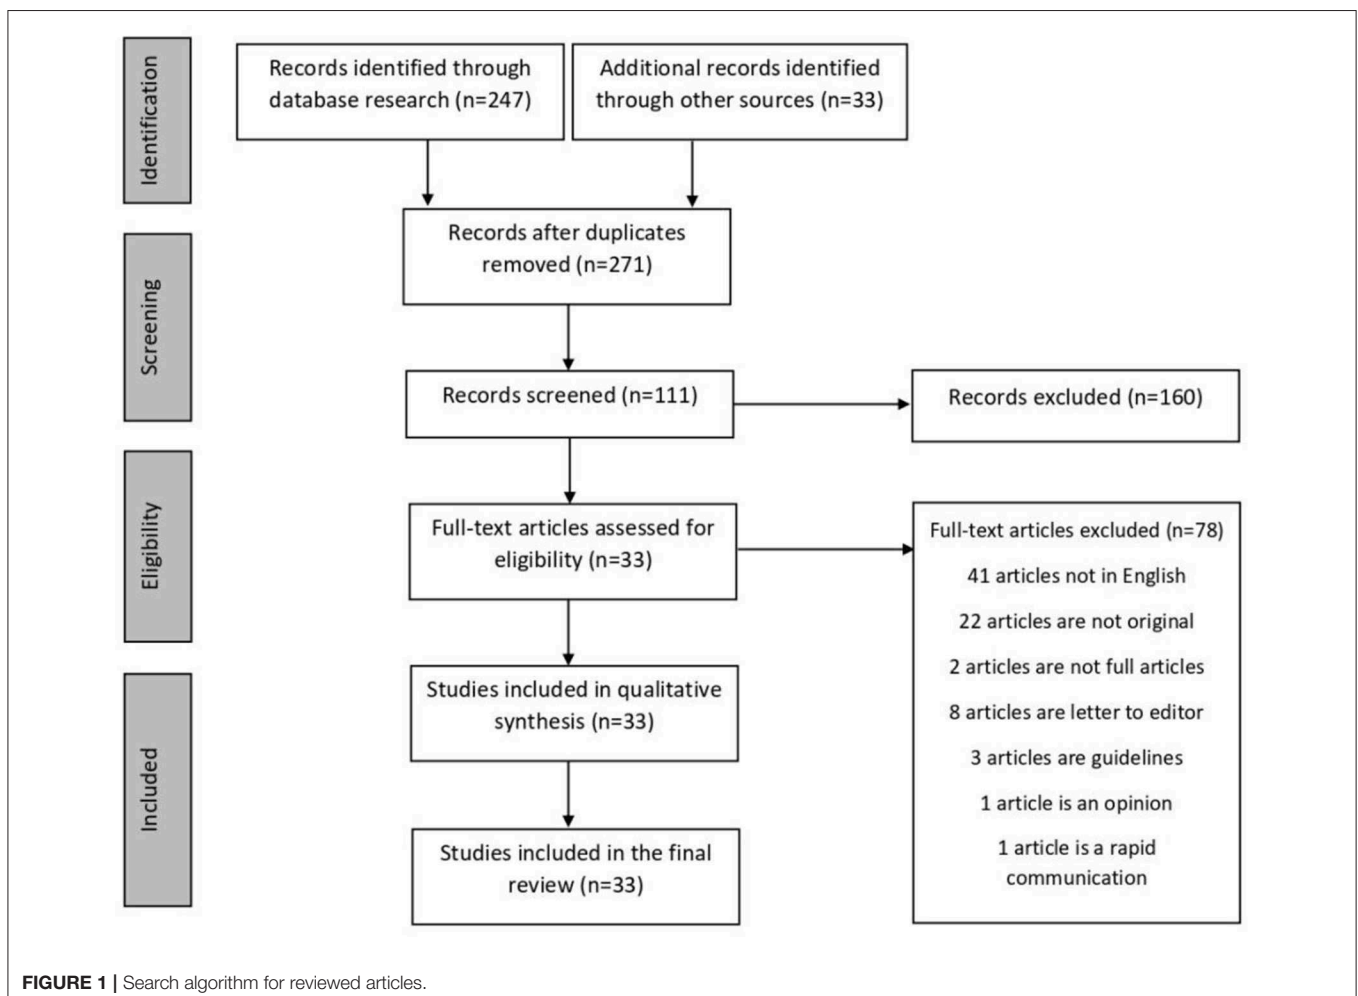 Identification
Records identified through
database research (n=247)
Additional records identified
through other sources (n=33)
Records after duplicates
removed (n=271)
Screening
Records screened (n=111)
Records excluded (n=160)
Eligibility
Full-text articles assessed for
eligibility (n=33)
Full-text articles excluded (n=78)
41 articles not in English
22 articles are not original
2 articles are not full articles
8 articles are letter to editor
3 articles are guidelines
1 article is an opinion
1 article is a rapid
communication
Included
Studies included in qualitative
synthesis (n=33)
Studies included in the final
review (n=33)
FIGURE 1 | Search algorithm for reviewed articles.